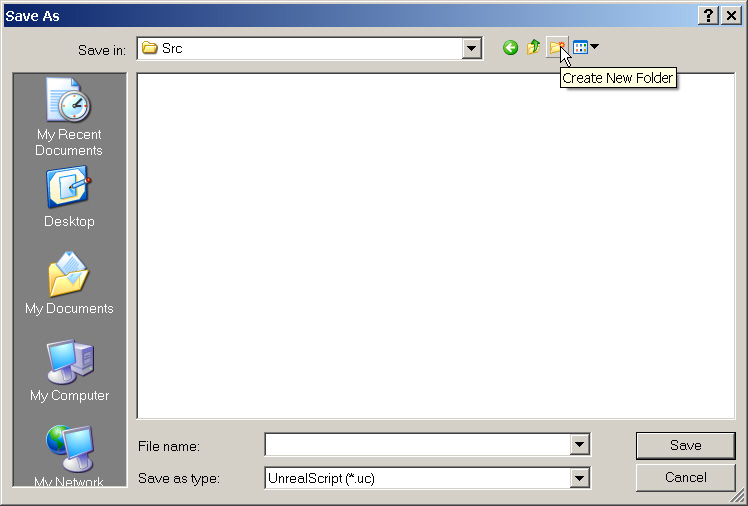 Save As
Save in:
Src
Create New Folder
My Recent
Documents
Desktop
My Documents
My Computer
My Network
File name:
Save
Save as type:
UnrealScript (*.uc)
Cancel